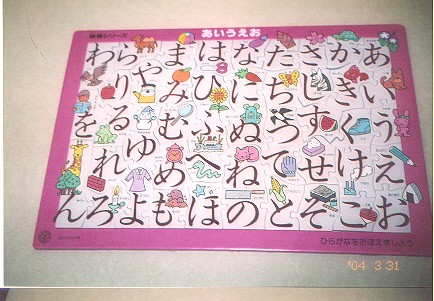 あいうえお
あいうえお
かきくけこ
さしすせそ
たちつてと
なにぬねの
はひふへほ
まみむめも
やゆよ
らりるれろ
わをん
ひらがなをおぼえましょう
'04 3 31